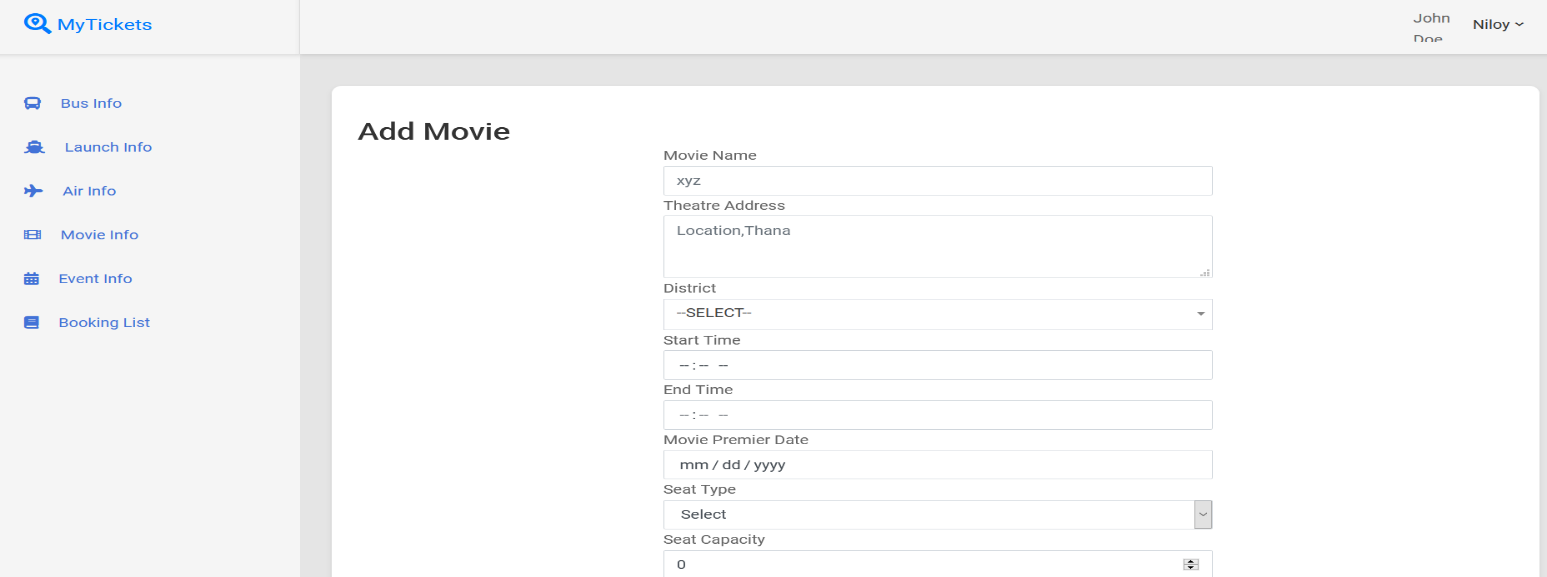 MyTickets
John
Doe
Niloy
Bus Info
Launch Info
Air Info
Movie Info
Event Info
Booking List
Add Movie
Movie Name
xyz
Theatre Address
Location,Thana
District
--SELECT--
Start Time
-- : -- --
End Time
-- : -- --
Movie Premier Date
mm / dd / yyyy
Seat Type
Select
Seat Capacity
0